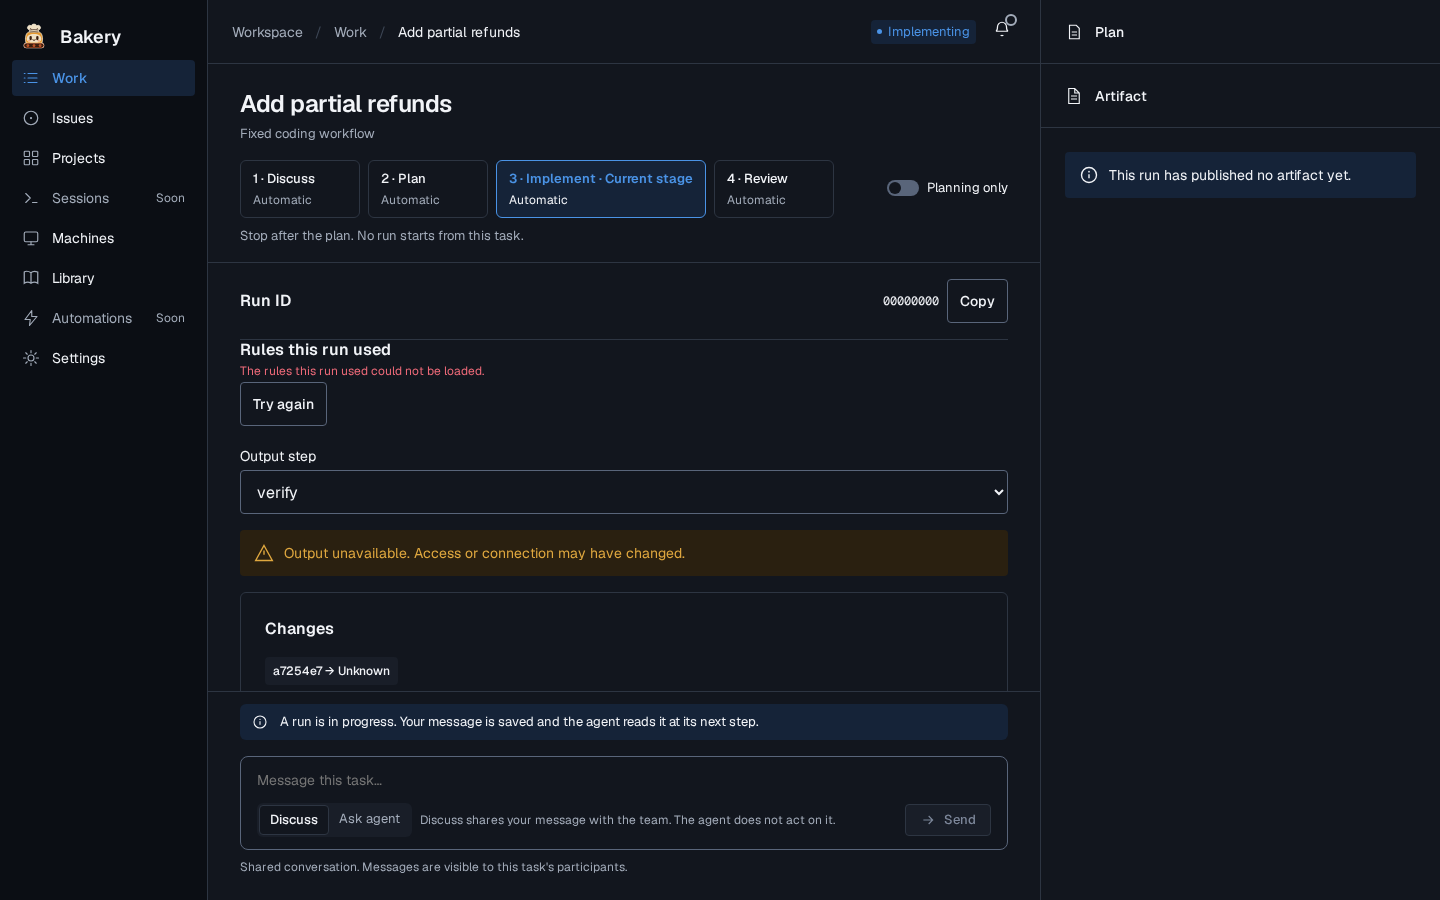 Bakery
Work
Issues
Projects
Sessions Soon
Machines
Library
Automations Soon
Settings
Workspace / Work / Add partial refunds
Implementing
Add partial refunds
Fixed coding workflow
1 · Discuss
Automatic
2 · Plan
Automatic
3 · Implement · Current stage
Automatic
4 · Review
Automatic
Planning only
Stop after the plan. No run starts from this task.
Run ID
00000000 Copy
Rules this run used
The rules this run used could not be loaded.
Try again
Output step
verify
Output unavailable. Access or connection may have changed.
Changes
a7254e7 → Unknown
A run is in progress. Your message is saved and the agent reads it at its next step.
Message this task...
Discuss Ask agent Discuss shares your message with the team. The agent does not act on it.
→ Send
Shared conversation. Messages are visible to this task's participants.
Plan
Artifact
This run has published no artifact yet.